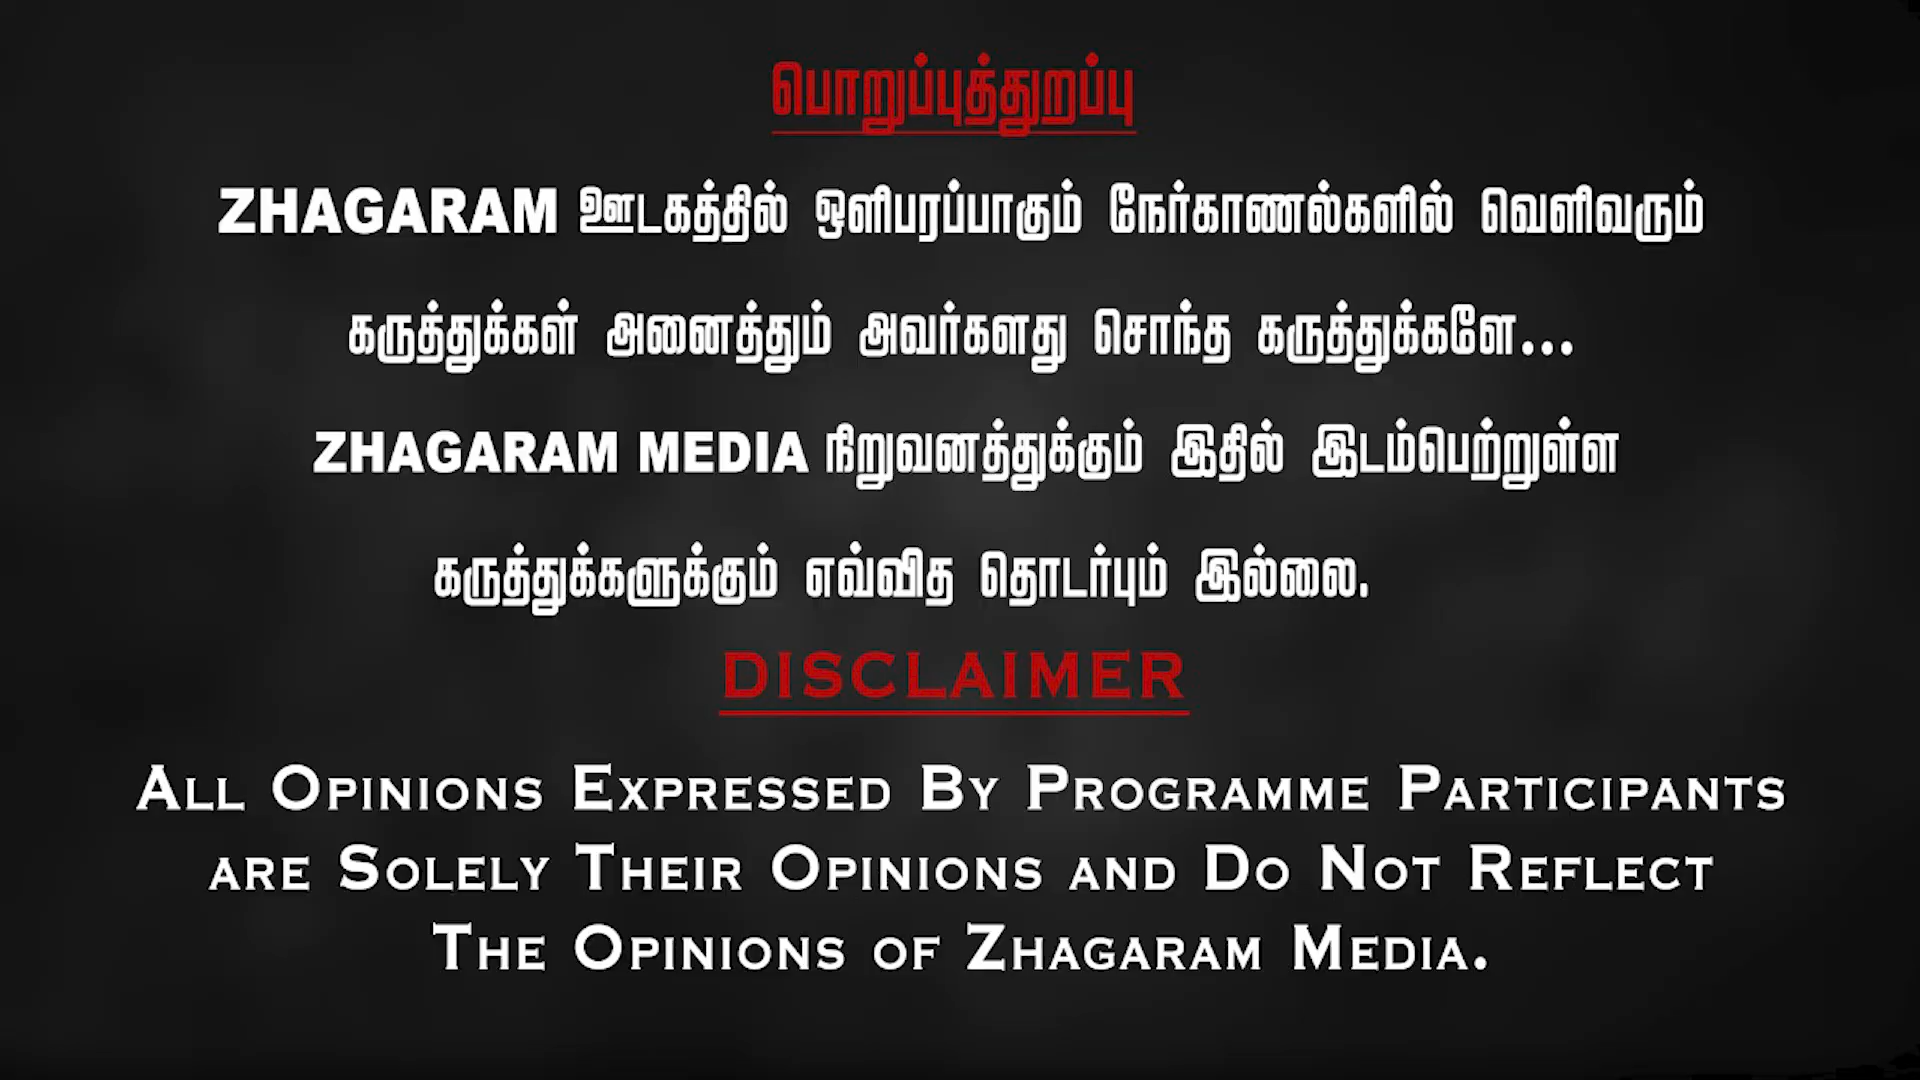 பொறுப்புத்துறப்பு
ZHAGARAM ஊடகத்தில் ஒளிபரப்பாகும் நேர்காணல்களில் வெளிவரும்
கருத்துக்கள் அனைத்தும் அவர்களது சொந்த கருத்துக்களே...
ZHAGARAM MEDIA நிறுவனத்துக்கும் இதில் இடம்பெற்றுள்ள
கருத்துக்களுக்கும் எவ்வித தொடர்பும் இல்லை.
DISCLAIMER
ALL OPINIONS EXPRESSED BY PROGRAMME PARTICIPANTS
ARE SOLELY THEIR OPINIONS AND DO NOT REFLECT
THE OPINIONS OF ZHAGARAM MEDIA.